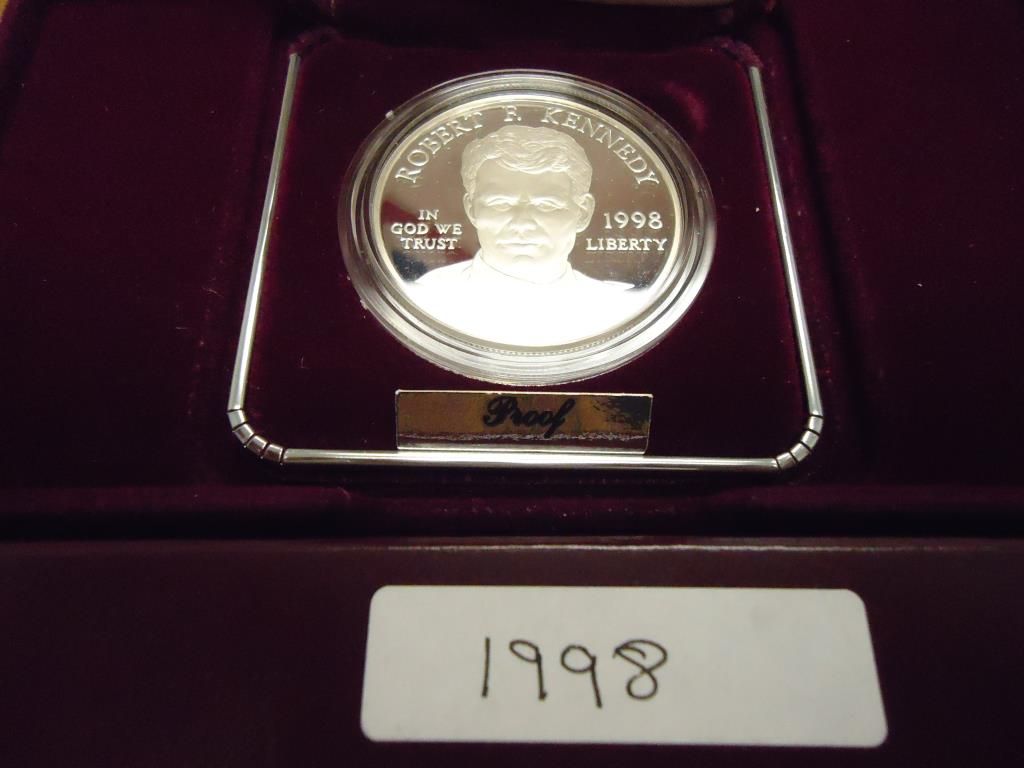 ROBERT F. KENNEDY
IN
GOD WE
TRUST
1998
LIBERTY
Proof
1998